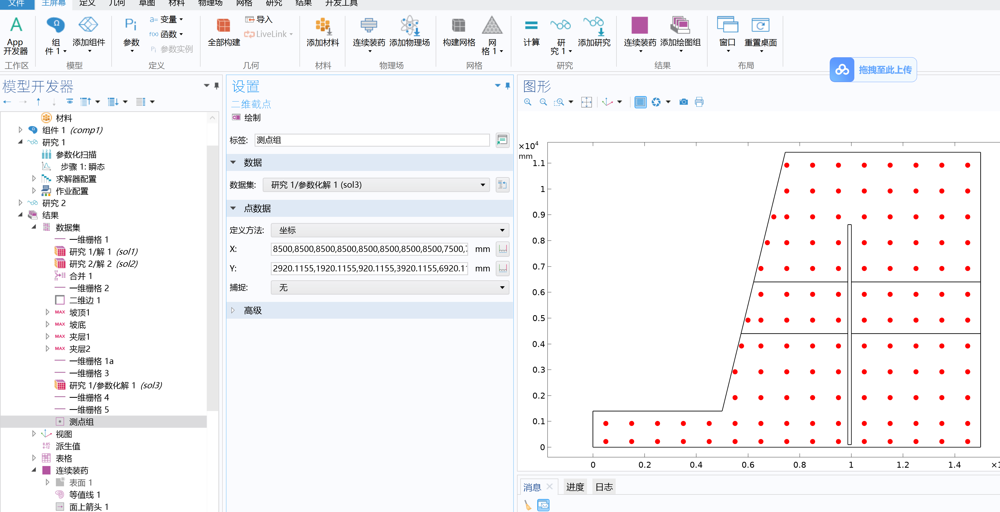 文件 主屏幕 定义 几何 草图 材料 物理场 网格 研究 结果 开发工具
App 开发器
组件 1
添加组件
Pi
参数
a= 变量
f(x) 函数
Pi 参数实例
全部构建
导入
LiveLink
添加材料
连续装药
添加物理场
构建网格
网格 1
计算
研究 1
添加研究
连续装药
添加绘图组
窗口
重置桌面
工作区 模型 定义 几何 材料 物理场 网格 研究 结果 布局
拖拽至此上传
模型开发器
材料
组件 1 (comp1)
研究 1
参数化扫描
步骤 1: 瞬态
求解器配置
作业配置
研究 2
结果
数据集
一维栅格 1
研究 1/解 1 (sol1)
研究 2/解 2 (sol2)
合并 1
一维栅格 2
二维边 1
MAX 坡顶1
MAX 坡底
MAX 夹层1
MAX 夹层2
一维栅格 1a
一维栅格 3
研究 1/参数化解 1 (sol3)
一维栅格 4
一维栅格 5
测点组
视图
8.85 e-12 派生值
表格
连续装药
表面 1
等值线 1
面上箭头 1
设置
二维截点
绘制
标签: 测点组
数据
数据集: 研究 1/参数化解 1 (sol3)
点数据
定义方法: 坐标
X: 8500,8500,8500,8500,8500,8500,8500,8500,7500, mm
Y: 2920.1155,1920.1155,920.1155,3920.1155,6920.1 mm
捕捉: 无
高级
图形
×10⁴
mm
1.1
1
0.9
0.8
0.7
0.6
0.5
0.4
0.3
0.2
0.1
0
0 0.2 0.4 0.6 0.8 1 1.2 1.4
消息 进度 日志